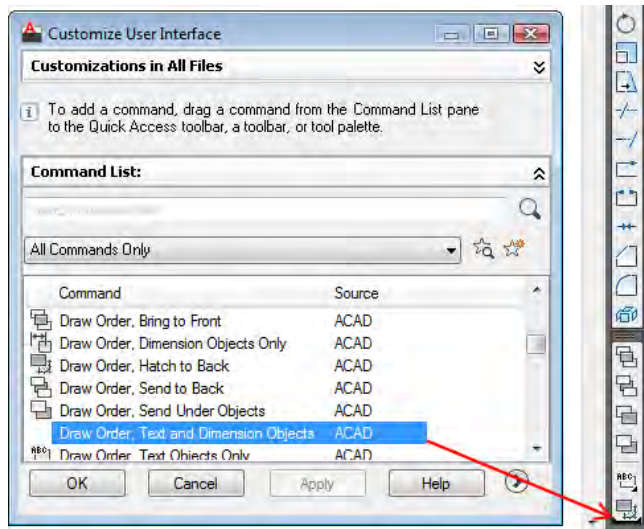 Customize User Interface
Customizations in All Files
To add a command, drag a command from the Command List pane
to the Quick Access toolbar, a toolbar, or tool palette.
Command List:
All Commands Only
Command Source
Draw Order, Bring to Front ACAD
Draw Order, Dimension Objects Only ACAD
Draw Order, Hatch to Back ACAD
Draw Order, Send to Back ACAD
Draw Order, Send Under Objects ACAD
Draw Order, Text and Dimension Objects ACAD
ABC Draw Order, Text Objects Only ACAD
OK Cancel Apply Help
ABC